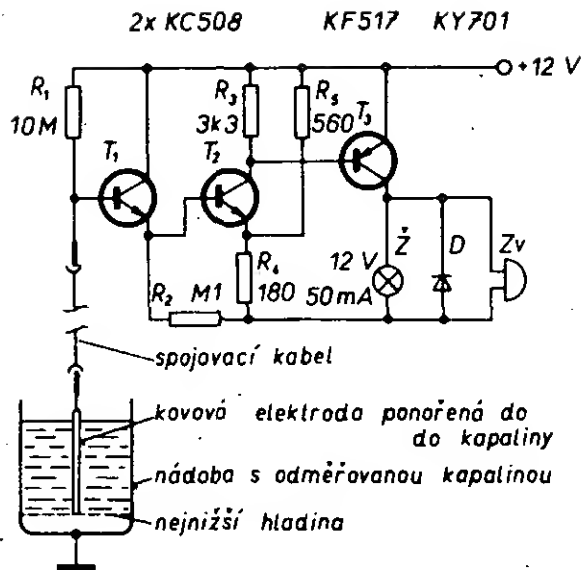 2x KC508 KF517 KY701
+12 V
R1
10M
R3
3k3
R5
560
T1
T2
T3
R2 M1
R4
180
12 V
50mA
Ž
D
Zv
spojovací kabel
kovová elektroda ponořená do
do kapaliny
nádoba s odměřovanou kapalinou
nejnižší hladina